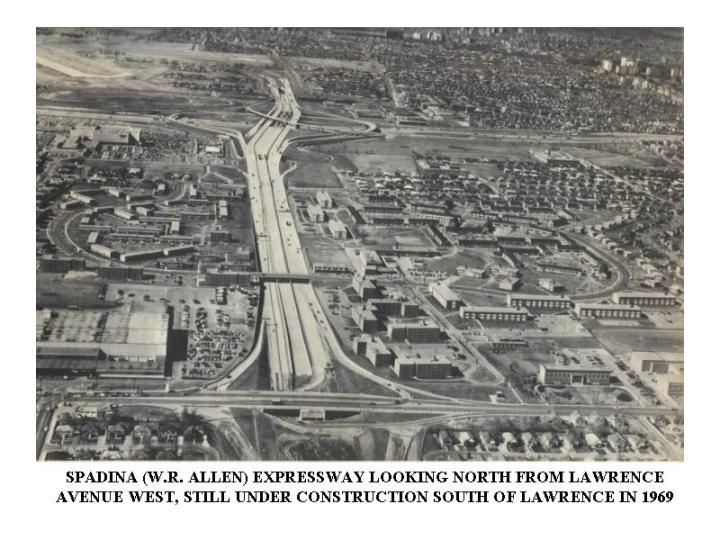 SPADINA (W.R. ALLEN) EXPRESSWAY LOOKING NORTH FROM LAWRENCE
AVENUE WEST, STILL UNDER CONSTRUCTION SOUTH OF LAWRENCE IN 1969